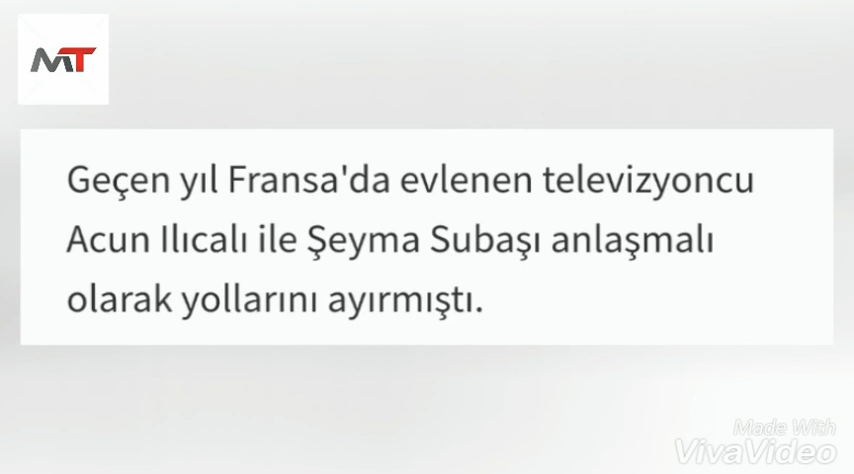 MT
Geçen yıl Fransa'da evlenen televizyoncu
Acun Ilıcalı ile Şeyma Subaşı anlaşmalı
olarak yollarını ayırmıştı.
Made With
VivaVideo